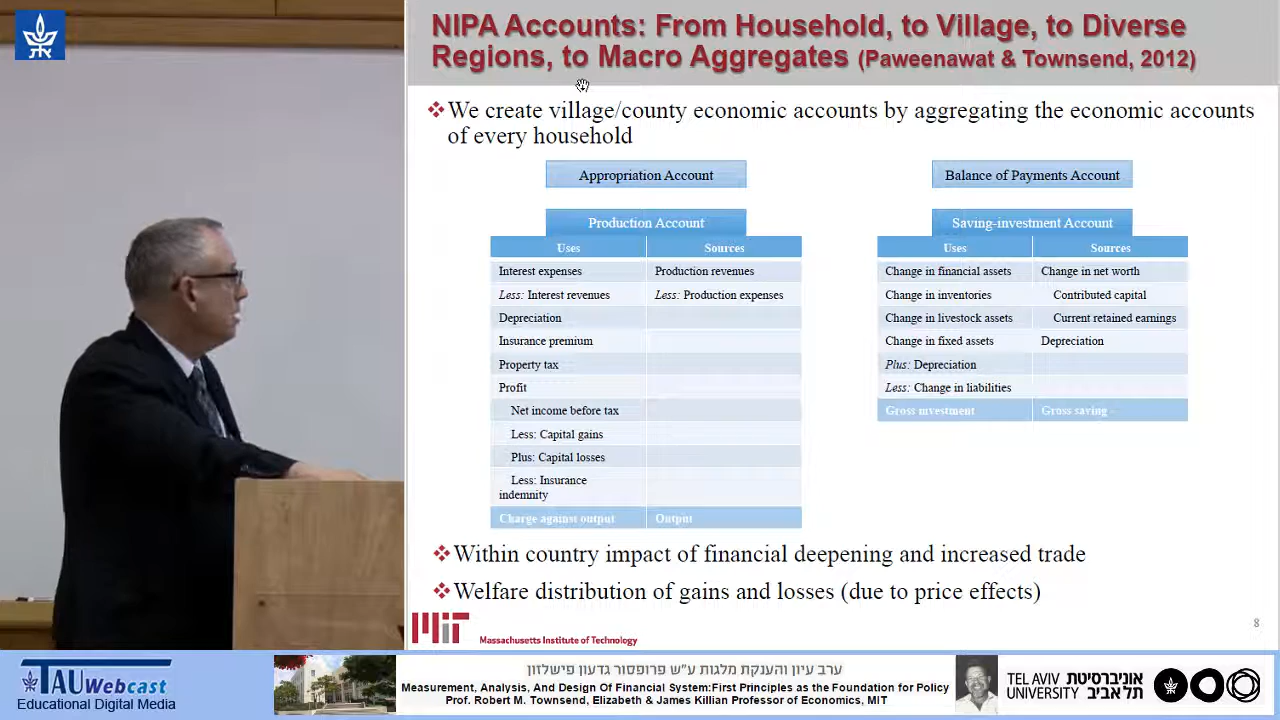 NIPA Accounts: From Household, to Village, to Diverse
Regions, to Macro Aggregates (Paweenawat & Townsend, 2012)
We create village/county economic accounts by aggregating the economic accounts
of every household
Appropriation Account
Production Account
Uses Sources
Interest expenses Production revenues
Less: Interest revenues Less: Production expenses
Depreciation
Insurance premium
Property tax
Profit
Net income before tax
Less: Capital gains
Plus: Capital losses
Less: Insurance
indemnity
Charge against output Output
Balance of Payments Account
Saving-investment Account
Uses Sources
Change in financial assets Change in net worth
Change in inventories Contributed capital
Change in livestock assets Current retained earnings
Change in fixed assets Depreciation
Plus: Depreciation
Less: Change in liabilities
Gross investment Gross saving
Within country impact of financial deepening and increased trade
Welfare distribution of gains and losses (due to price effects)
MIT Massachusetts Institute of Technology
8
TAU Webcast
Educational Digital Media
ערב עיון והענקת מלגות ע"ש פרופסור גדעון פישלזון
Measurement, Analysis, And Design Of Financial System:First Principles as the Foundation for Policy
Prof. Robert M. Townsend, Elizabeth & James Killian Professor of Economics, MIT
TEL AVIV אוניברסיטת
UNIVERSITY תל אביב